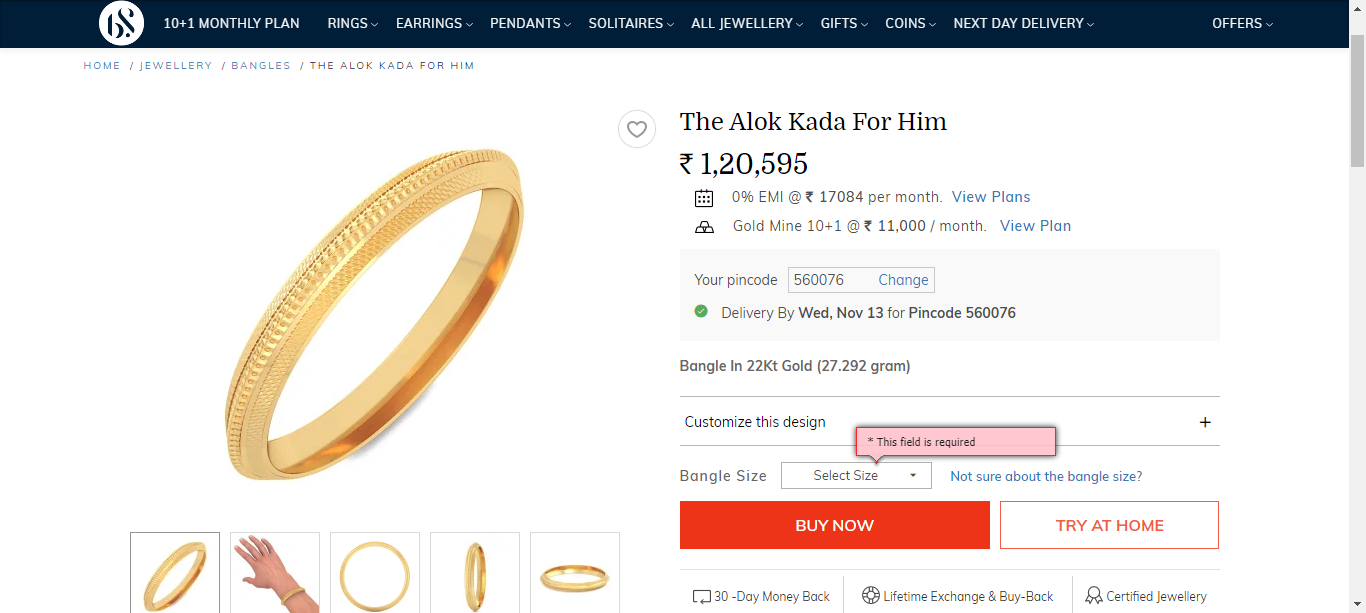 10+1 MONTHLY PLAN RINGS EARRINGS PENDANTS SOLITAIRES ALL JEWELLERY GIFTS COINS NEXT DAY DELIVERY OFFERS
HOME / JEWELLERY / BANGLES / THE ALOK KADA FOR HIM
The Alok Kada For Him
₹ 1,20,595
0% EMI @ ₹ 17084 per month. View Plans
Gold Mine 10+1 @ ₹ 11,000 / month. View Plan
Your pincode 560076 Change
Delivery By Wed, Nov 13 for Pincode 560076
Bangle In 22Kt Gold (27.292 gram)
Customize this design +
* This field is required
Bangle Size Select Size Not sure about the bangle size?
BUY NOW TRY AT HOME
30 -Day Money Back Lifetime Exchange & Buy-Back Certified Jewellery